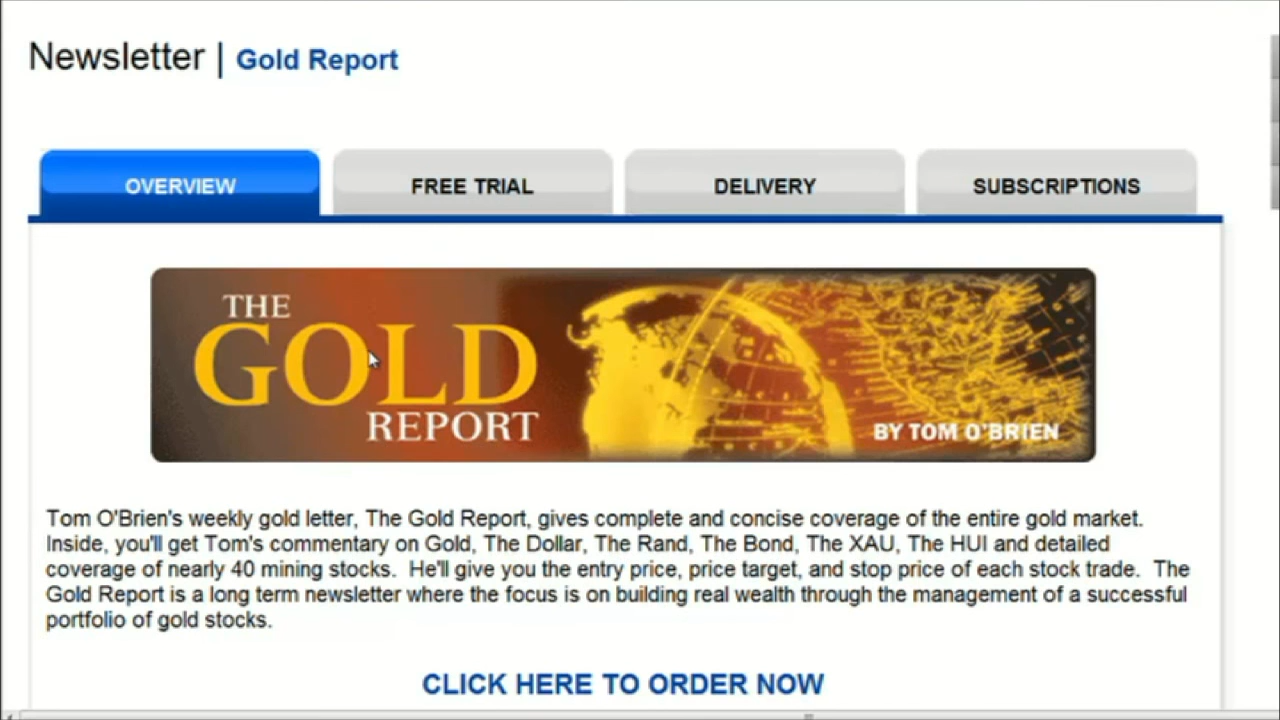 Newsletter | Gold Report
OVERVIEW FREE TRIAL DELIVERY SUBSCRIPTIONS
THE
GOLD
REPORT
BY TOM O'BRIEN
Tom O'Brien's weekly gold letter, The Gold Report, gives complete and concise coverage of the entire gold market.
Inside, you'll get Tom's commentary on Gold, The Dollar, The Rand, The Bond, The XAU, The HUI and detailed
coverage of nearly 40 mining stocks.  He'll give you the entry price, price target, and stop price of each stock trade.  The
Gold Report is a long term newsletter where the focus is on building real wealth through the management of a successful
portfolio of gold stocks.
CLICK HERE TO ORDER NOW